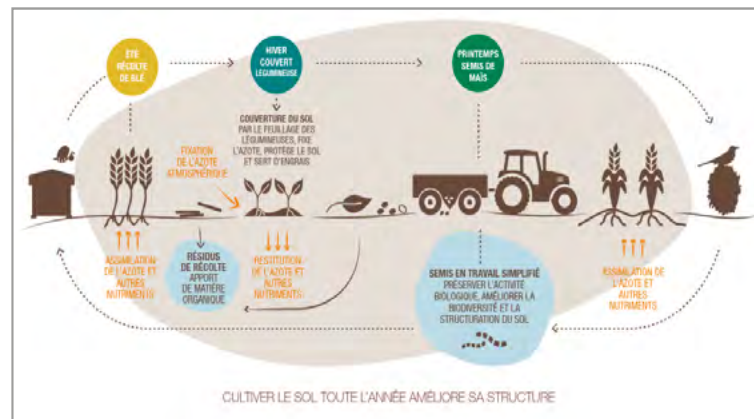 ÉTÉ
RÉCOLTE
DE BLÉ
HIVER
COUVERT
LÉGUMINEUSE
PRINTEMPS
SEMIS DE
MAÏS
COUVERTURE DU SOL
PAR LE FEUILLAGE DES
LÉGUMINEUSES, FIXE
L'AZOTE, PROTÈGE LE SOL
ET SERT D'ENGRAIS
FIXATION
DE L'AZOTE
ATMOSPHÉRIQUE
ASSIMILATION
DE L'AZOTE ET
AUTRES
NUTRIMENTS
RÉSIDUS
DE RÉCOLTE
APPORT
DE MATIÈRE
ORGANIQUE
RESTITUTION
DE L'AZOTE ET
AUTRES
NUTRIMENTS
SEMIS EN TRAVAIL SIMPLIFIÉ
PRÉSERVER L'ACTIVITÉ
BIOLOGIQUE, AMÉLIORER LA
BIODIVERSITÉ ET LA
STRUCTURATION DU SOL
ASSIMILATION DE
L'AZOTE ET
AUTRES
NUTRIMENTS
CULTIVER LE SOL TOUTE L'ANNÉE AMÉLIORE SA STRUCTURE